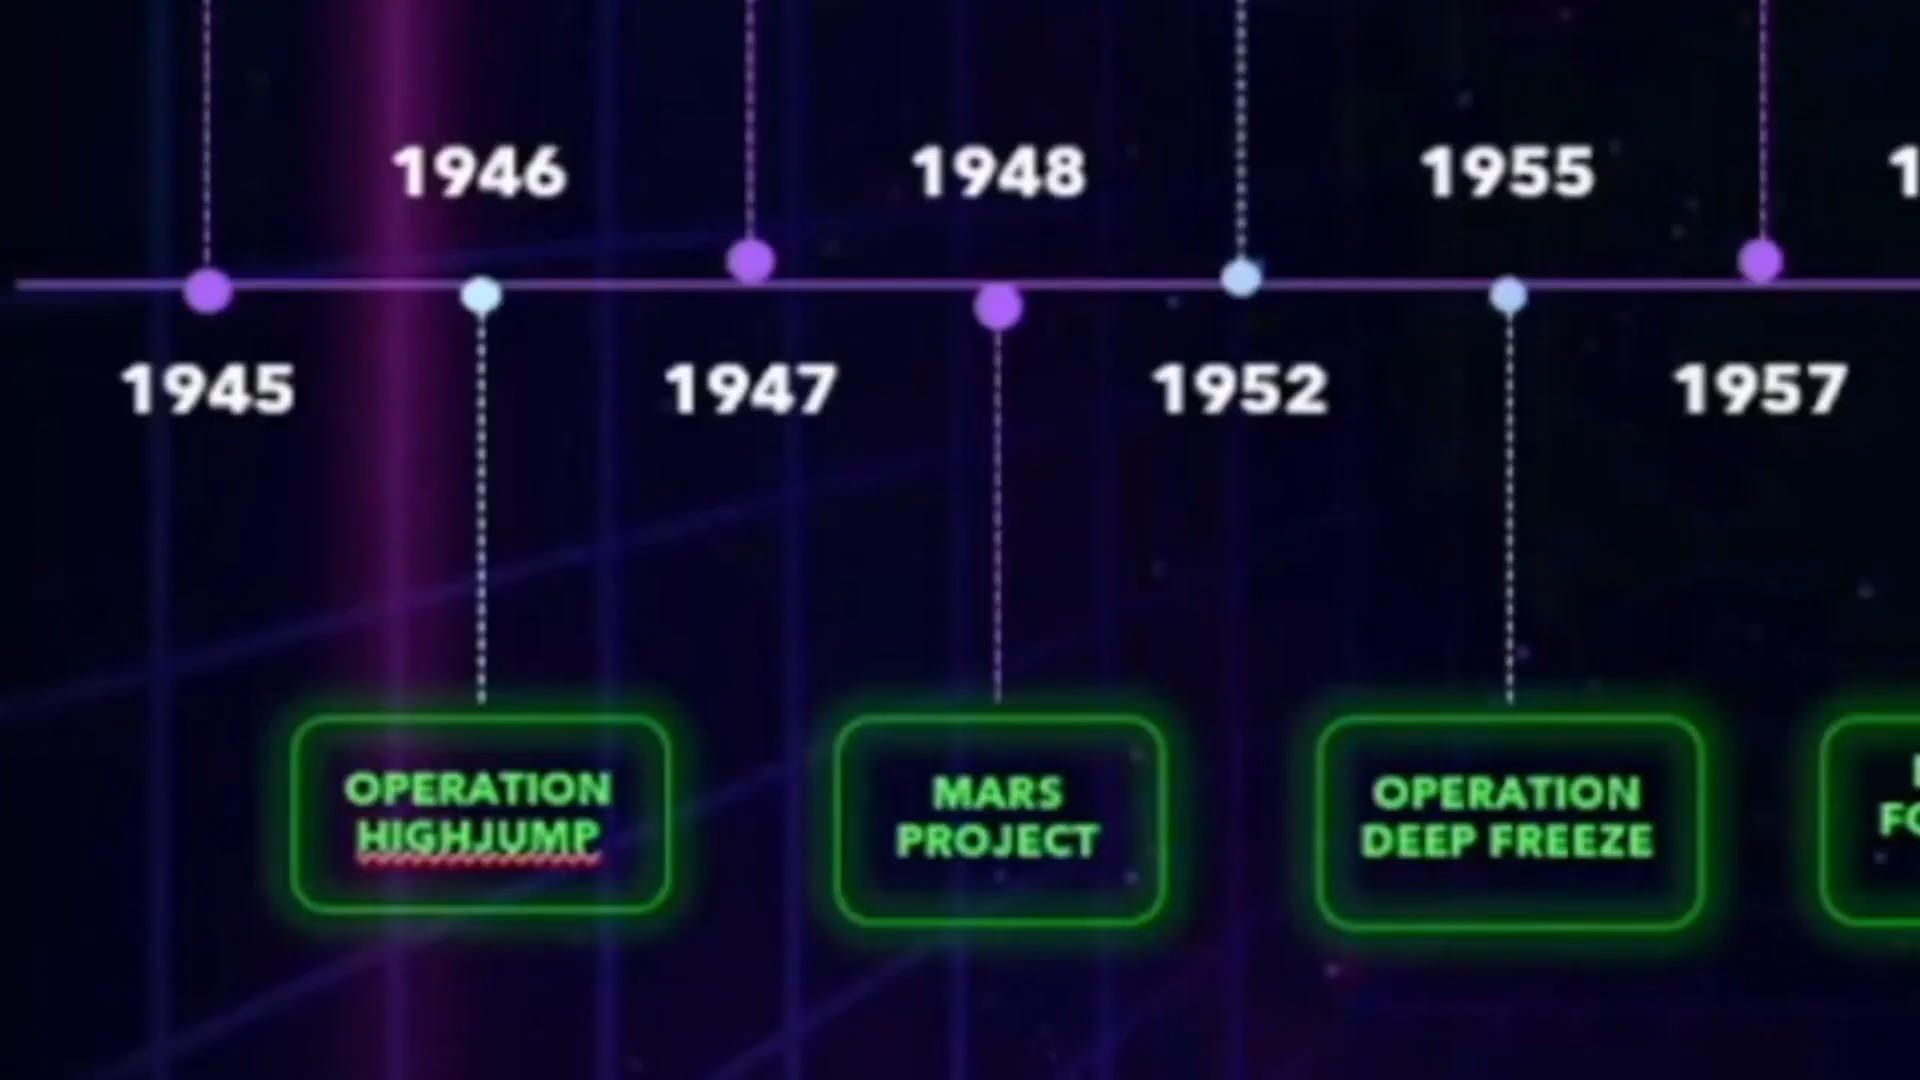 1946
1948
1955
1945
1947
1952
1957
OPERATION
HIGHJUMP
MARS
PROJECT
OPERATION
DEEP FREEZE